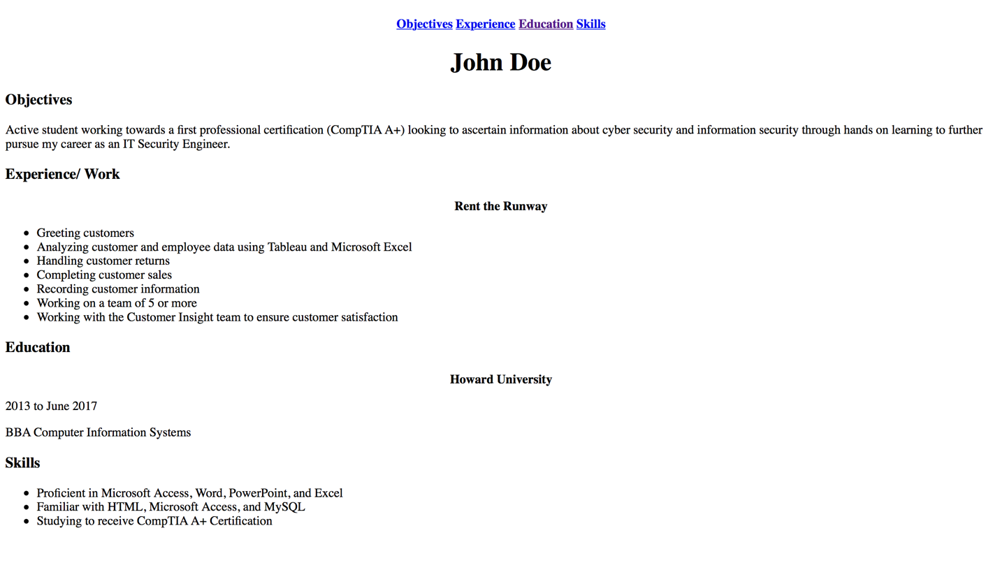 Objectives Experience Education Skills
John Doe
Objectives
Active student working towards a first professional certification (CompTIA A+) looking to ascertain information about cyber security and information security through hands on learning to further
pursue my career as an IT Security Engineer.
Experience/ Work
Rent the Runway
• Greeting customers
• Analyzing customer and employee data using Tableau and Microsoft Excel
• Handling customer returns
• Completing customer sales
• Recording customer information
• Working on a team of 5 or more
• Working with the Customer Insight team to ensure customer satisfaction
Education
Howard University
2013 to June 2017
BBA Computer Information Systems
Skills
• Proficient in Microsoft Access, Word, PowerPoint, and Excel
• Familiar with HTML, Microsoft Access, and MySQL
• Studying to receive CompTIA A+ Certification